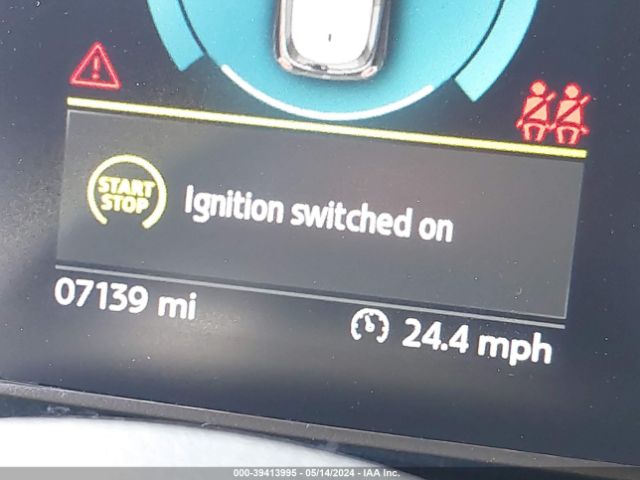 START
STOP
Ignition switched on
07139 mi
24.4 mph
000-39413995 - 05/14/2024 - IAA Inc.